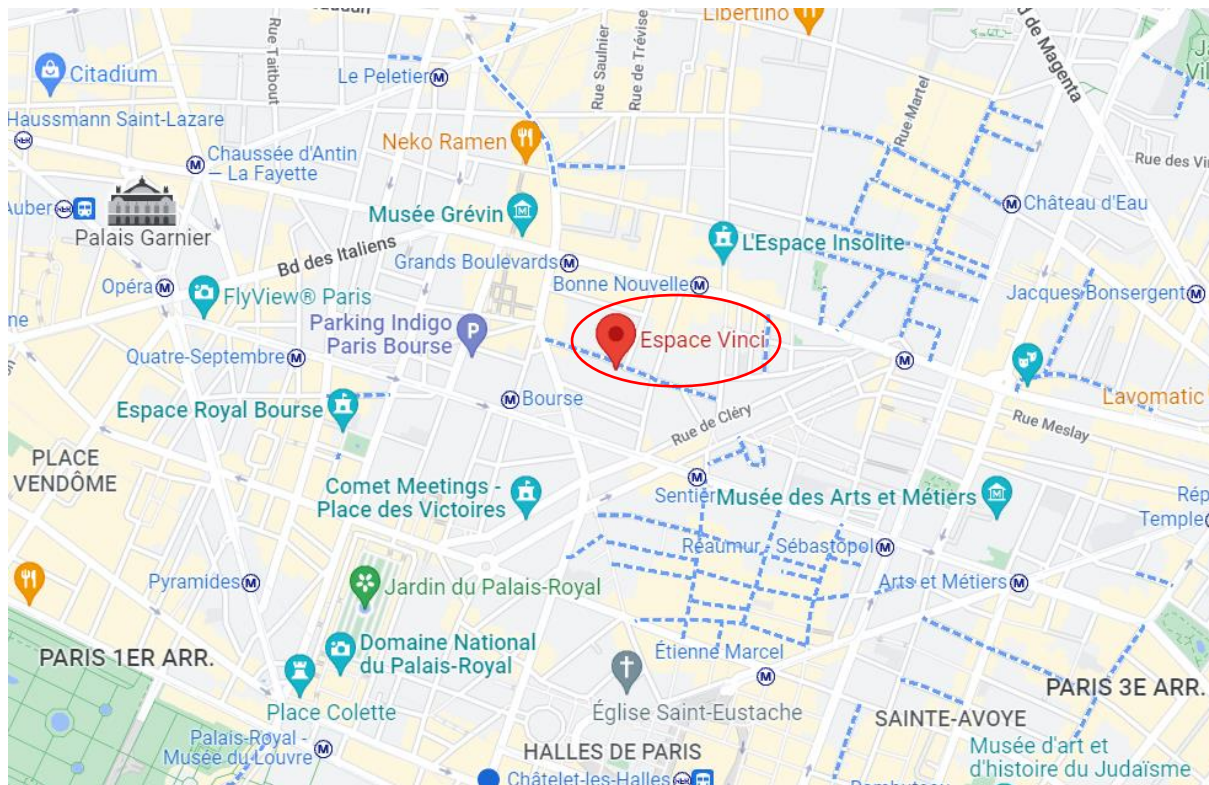 Libertino
Rue Taitbout
Rue Saulnier
Rue de Trévise
d de Magenta
Citadium
Le Peletier
Rue Martel
Haussmann Saint-Lazare
Neko Ramen
Chaussée d'Antin
— La Fayette
Rue des Vi
Auber
Château d'Eau
Musée Grévin
Palais Garnier
Bd des Italiens
L'Espace Insolite
Grands Boulevards
Bonne Nouvelle
Opéra
FlyView® Paris
Jacques Bonsergent
Parking Indigo
Paris Bourse
P
Espace Vinci
Quatre-Septembre
Bourse
Lavomatic
Espace Royal Bourse
Rue de Cléry
Rue Meslay
PLACE
VENDÔME
Comet Meetings -
Place des Victoires
Sentier
Musée des Arts et Métiers
Rép
Temple
Réaumur - Sébastopol
Pyramides
Jardin du Palais-Royal
Arts et Métiers
Domaine National
du Palais-Royal
Étienne Marcel
PARIS 1ER ARR.
PARIS 3E ARR.
Place Colette
Église Saint-Eustache
SAINTE-AVOYE
Palais-Royal -
Musée du Louvre
HALLES DE PARIS
Musée d'art et
d'histoire du Judaïsme
Châtelet-les-Halles